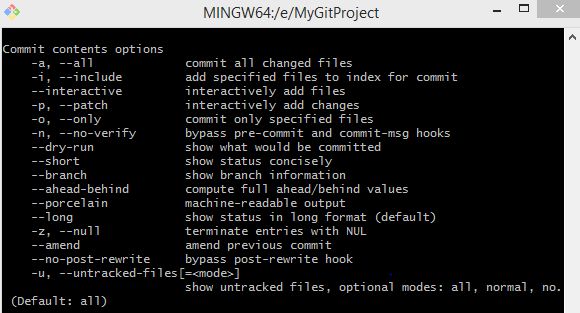 MINGW64:/e/MyGitProject
Commit contents options
-a, --all commit all changed files
-i, --include add specified files to index for commit
--interactive interactively add files
-p, --patch interactively add changes
-o, --only commit only specified files
-n, --no-verify bypass pre-commit and commit-msg hooks
--dry-run show what would be committed
--short show status concisely
--branch show branch information
--ahead-behind compute full ahead/behind values
--porcelain machine-readable output
--long show status in long format (default)
-z, --null terminate entries with NUL
--amend amend previous commit
--no-post-rewrite bypass post-rewrite hook
-u, --untracked-files[=<mode>]
show untracked files, optional modes: all, normal, no.
(Default: all)